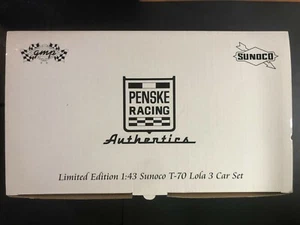 gmp
SUNOCO
PENSKE
RACING
Authentics
Limited Edition 1:43 Sunoco T-70 Lola 3 Car Set